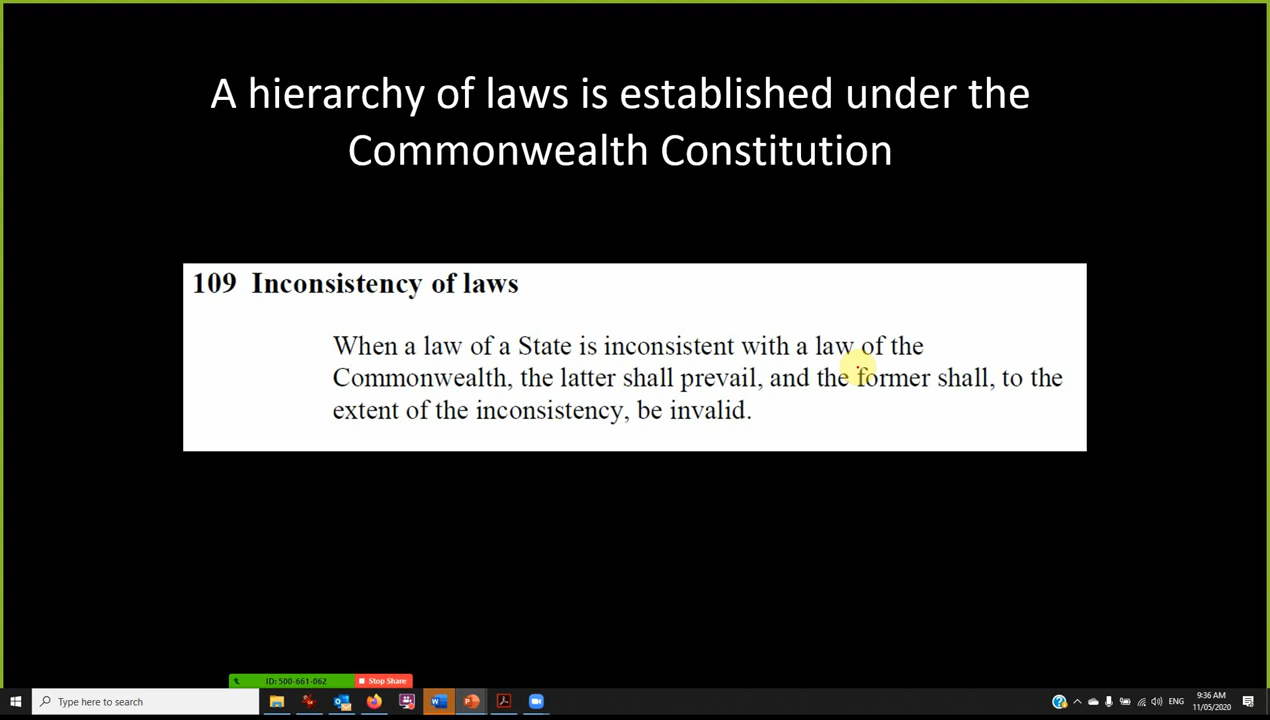 A hierarchy of laws is established under the
Commonwealth Constitution
109 Inconsistency of laws
When a law of a State is inconsistent with a law of the
Commonwealth, the latter shall prevail, and the former shall, to the
extent of the inconsistency, be invalid.
ID: 500-661-062 Stop Share
Type here to search
ENG
9:36 AM
11/05/2020